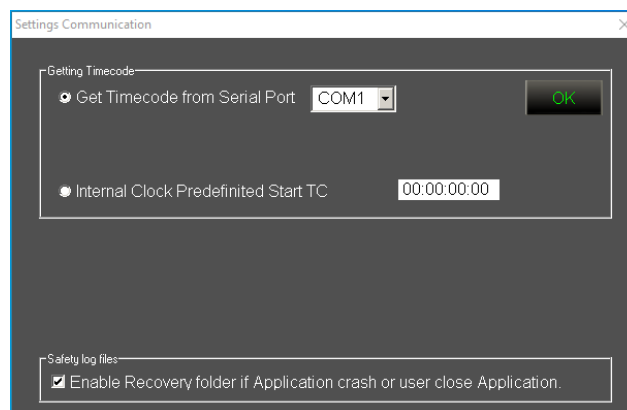 Settings Communication
Getting Timecode
Get Timecode from Serial Port COM1 OK
Internal Clock Predefinited Start TC 00:00:00:00
Safety log files
Enable Recovery folder if Application crash or user close Application.